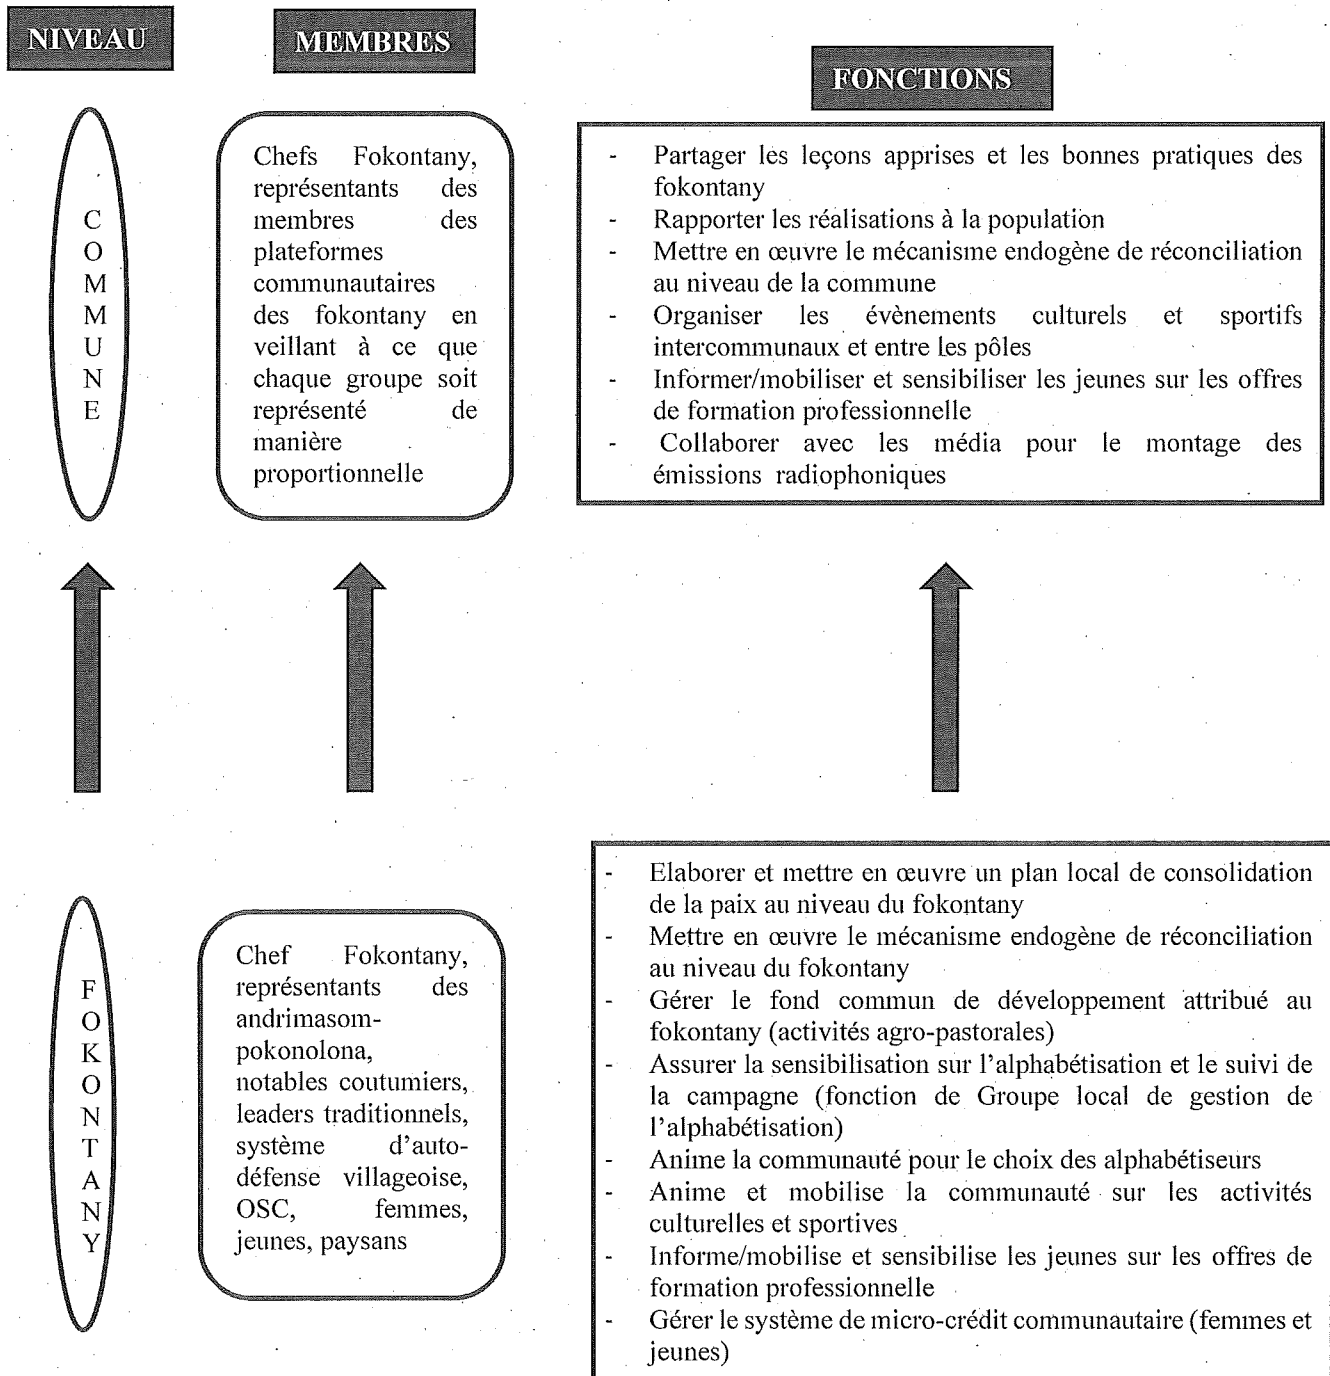 NIVEAU
MEMBRES
FONCTIONS
COMMUNE
Chefs Fokontany,
représentants des
membres des
plateformes
communautaires
des fokontany en
veillant à ce que
chaque groupe soit
représenté de
manière
proportionnelle
- Partager les leçons apprises et les bonnes pratiques des
fokontany
- Rapporter les réalisations à la population
- Mettre en œuvre le mécanisme endogène de réconciliation
au niveau de la commune
- Organiser les évènements culturels et sportifs
intercommunaux et entre les pôles
- Informer/mobiliser et sensibiliser les jeunes sur les offres
de formation professionnelle
- Collaborer avec les média pour le montage des
émissions radiophoniques
FOKONTANY
Chef Fokontany,
représentants des
andrimasom-
pokonolona,
notables coutumiers,
leaders traditionnels,
système d'auto-
défense villageoise,
OSC, femmes,
jeunes, paysans
- Elaborer et mettre en œuvre un plan local de consolidation
de la paix au niveau du fokontany
- Mettre en œuvre le mécanisme endogène de réconciliation
au niveau du fokontany
- Gérer le fond commun de développement attribué au
fokontany (activités agro-pastorales)
- Assurer la sensibilisation sur l'alphabétisation et le suivi de
la campagne (fonction de Groupe local de gestion de
l'alphabétisation)
- Anime la communauté pour le choix des alphabétiseurs
- Anime et mobilise la communauté sur les activités
culturelles et sportives
- Informe/mobilise et sensibilise les jeunes sur les offres de
formation professionnelle
- Gérer le système de micro-crédit communautaire (femmes et
jeunes)